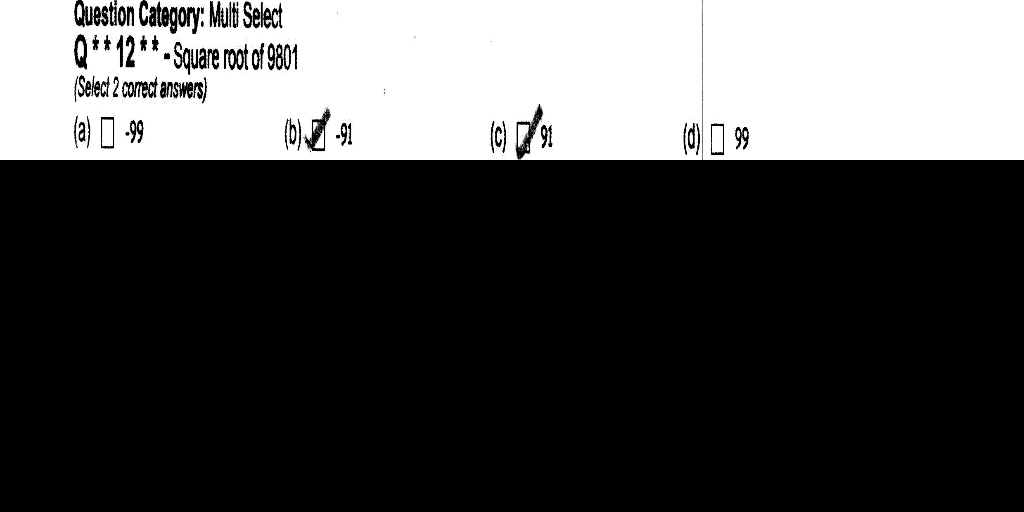 Question Category: Multi Select
Q**12** - Square root of 9801
(Select 2 correct answers)
(a) ☐ -99 (b) ☑ -91 (c) ☑ 91 (d) ☐ 99